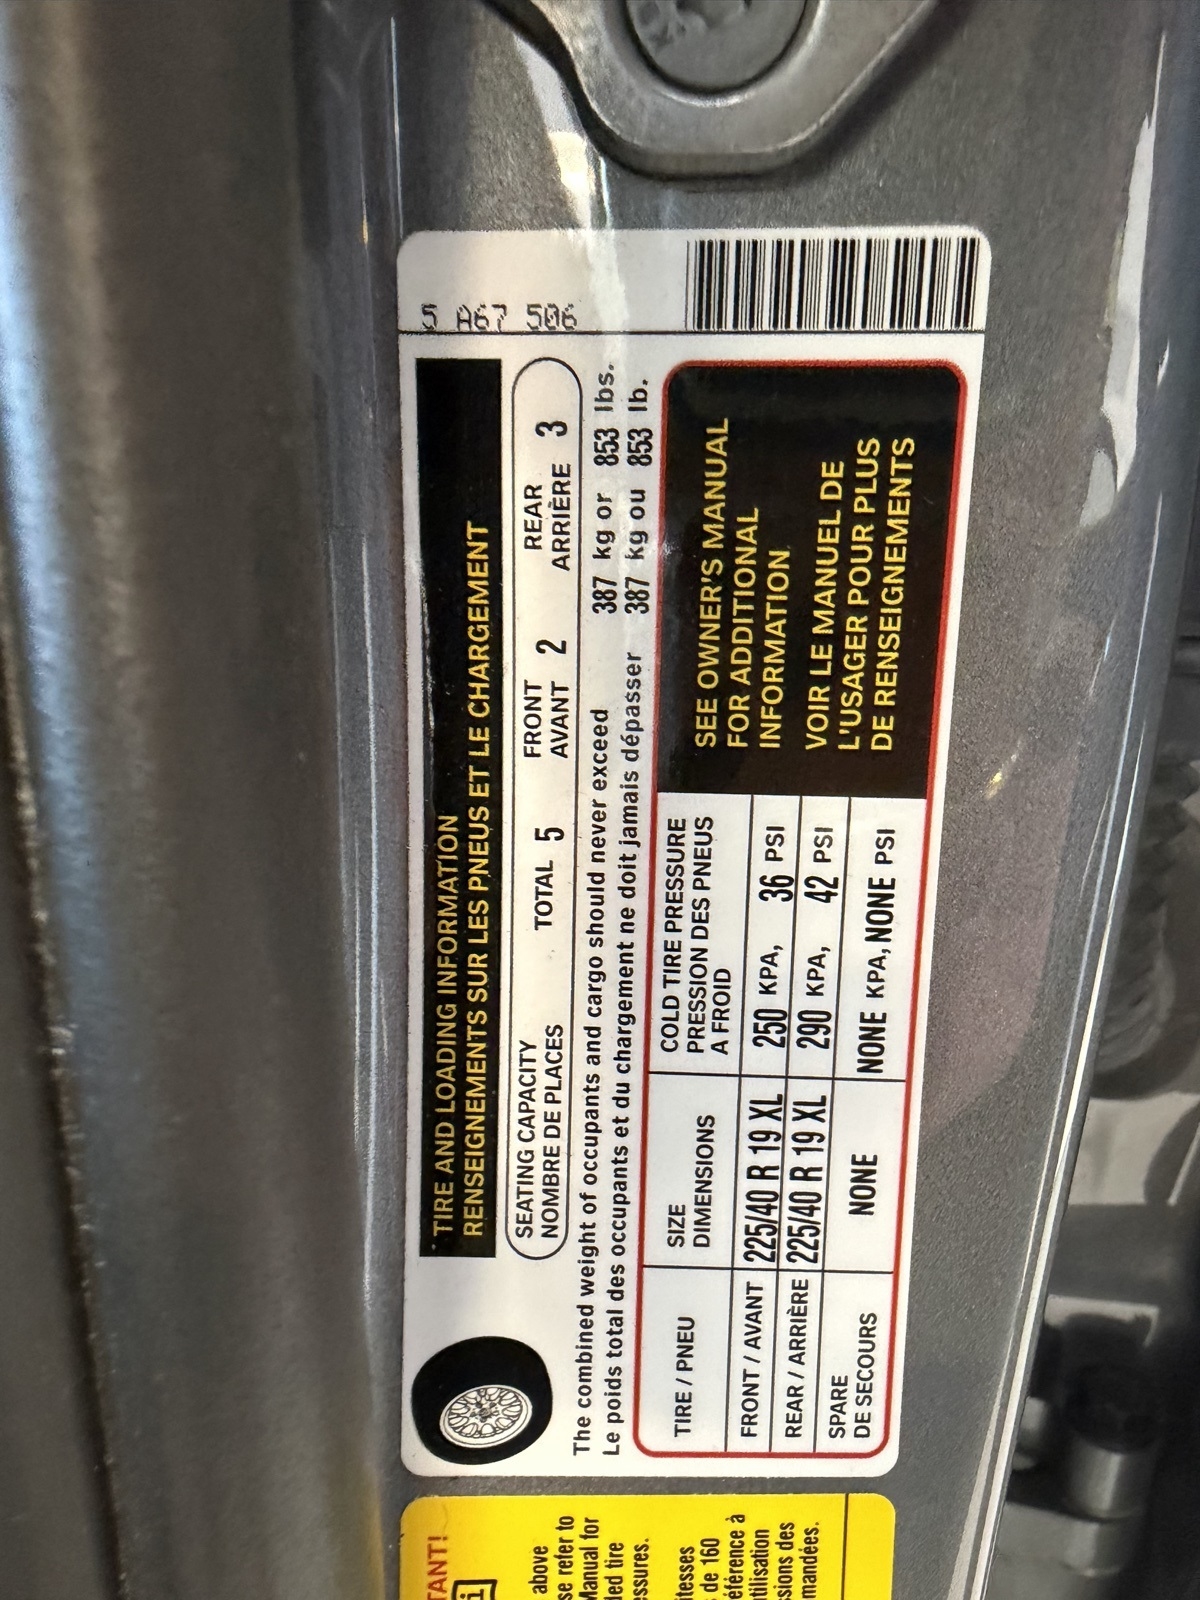 TIRE AND LOADING INFORMATION
RENSEIGNEMENTS SUR LES PNEUS ET LE CHARGEMENT
5 A67 506
SEATING CAPACITY TOTAL 5 FRONT 2 REAR 3
NOMBRE DE PLACES AVANT ARRIÈRE
The combined weight of occupants and cargo should never exceed 387 kg or 853 lbs.
Le poids total des occupants et du chargement ne doit jamais dépasser 387 kg ou 853 lb.
TIRE / PNEU
SIZE
DIMENSIONS
COLD TIRE PRESSURE
PRESSION DES PNEUS
A FROID
FRONT / AVANT 225/40 R 19 XL 250 KPA, 36 PSI
REAR / ARRIÈRE 225/40 R 19 XL 290 KPA, 42 PSI
SPARE
DE SECOURS
NONE NONE KPA, NONE PSI
SEE OWNER'S MANUAL
FOR ADDITIONAL
INFORMATION
VOIR LE MANUEL DE
L'USAGER POUR PLUS
DE RENSEIGNEMENTS
TANT!
i
above
se refer to
Manual for
ded tire
essures.
itesses
de 160
éférence à
utilisation
sions des
mandées.